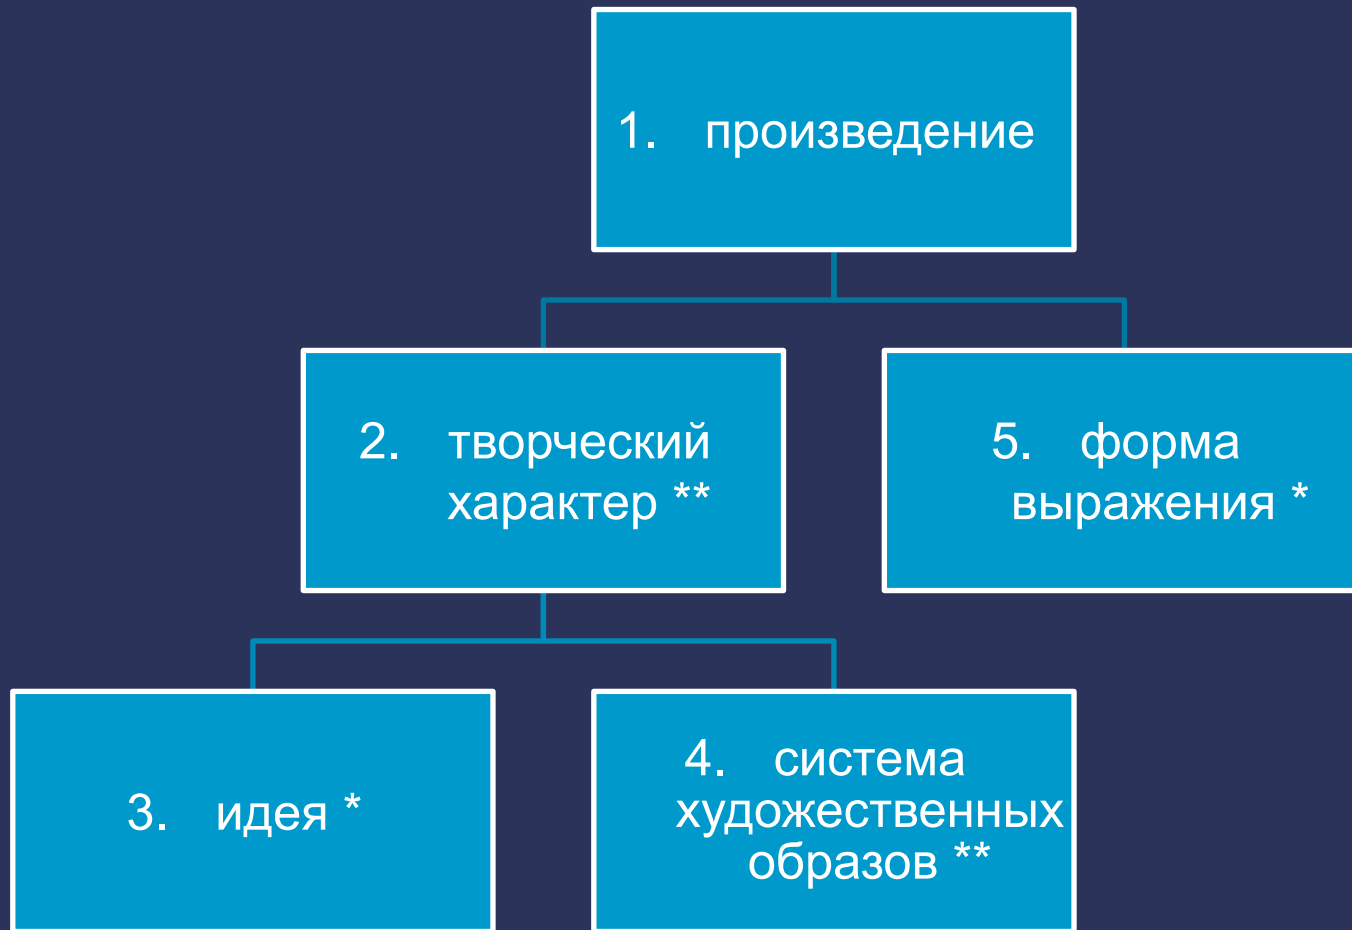 1. произведение
2. творческий
характер **
5. форма
выражения *
3. идея *
4. система
художественных
образов **